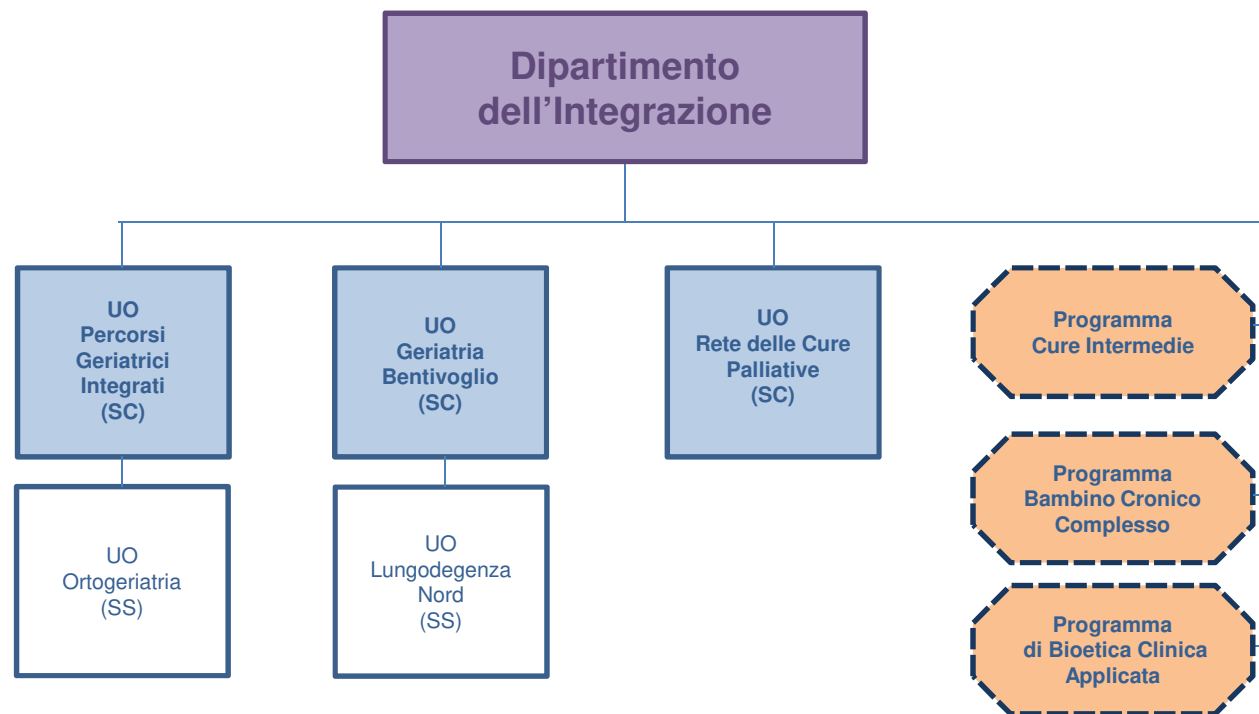 Dipartimento
dell’Integrazione
UO
Percorsi
Geriatrici
Integrati
(SC)
UO
Geriatria
Bentivoglio
(SC)
UO
Rete delle Cure
Palliative
(SC)
Programma
Cure Intermedie
Programma
Bambino Cronico
Complesso
Programma
di Bioetica Clinica
Applicata
UO
Ortogeriatria
(SS)
UO
Lungodegenza
Nord
(SS)